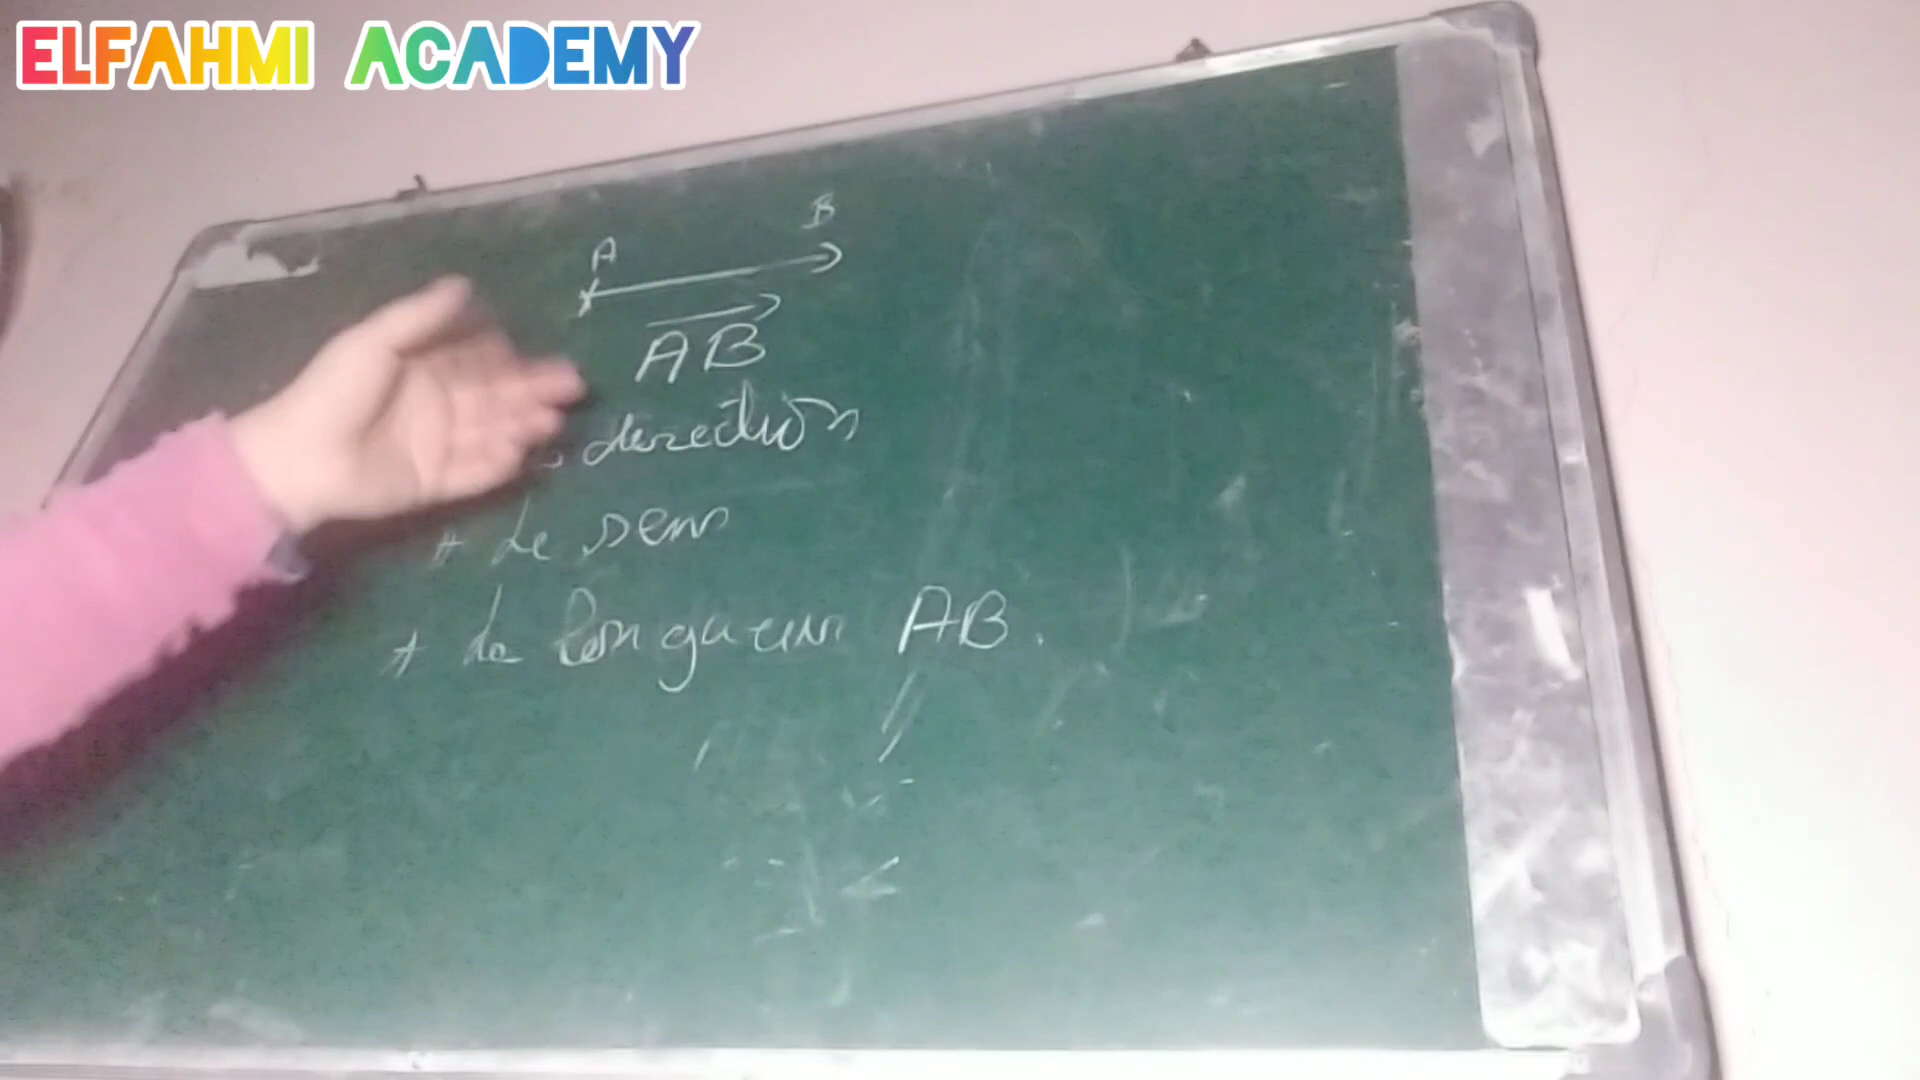 ELFAHMI ACADEMY
A B
AB
direction
* Le sens
* La longueur AB.